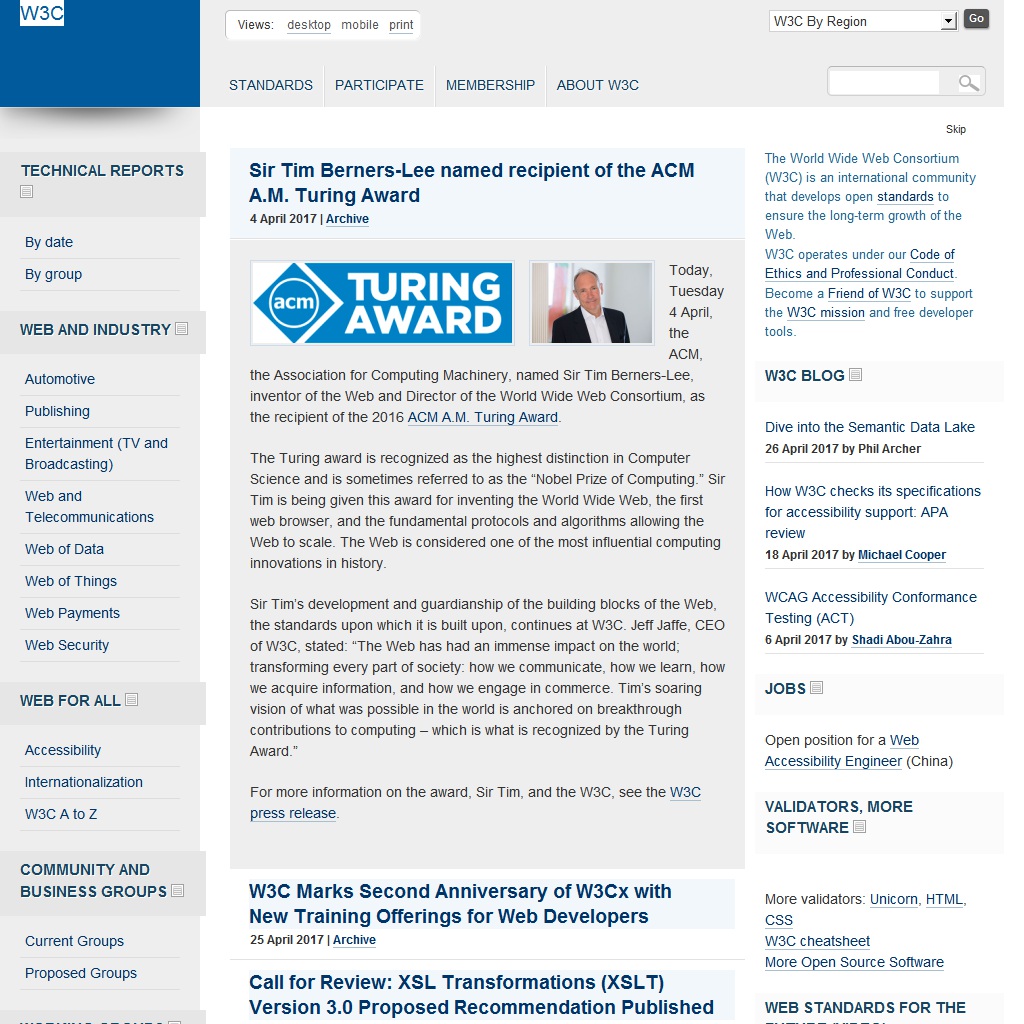 W3C
Views: desktop mobile print
W3C By Region
Go
STANDARDS PARTICIPATE MEMBERSHIP ABOUT W3C
Skip
TECHNICAL REPORTS
By date
By group
WEB AND INDUSTRY
Automotive
Publishing
Entertainment (TV and
Broadcasting)
Web and
Telecommunications
Web of Data
Web of Things
Web Payments
Web Security
WEB FOR ALL
Accessibility
Internationalization
W3C A to Z
COMMUNITY AND
BUSINESS GROUPS
Current Groups
Proposed Groups
Sir Tim Berners-Lee named recipient of the ACM
A.M. Turing Award
4 April 2017 | Archive
acm
TURING
AWARD
Today,
Tuesday
4 April,
the
ACM,
the Association for Computing Machinery, named Sir Tim Berners-Lee,
inventor of the Web and Director of the World Wide Web Consortium, as
the recipient of the 2016 ACM A.M. Turing Award.
The Turing award is recognized as the highest distinction in Computer
Science and is sometimes referred to as the “Nobel Prize of Computing.” Sir
Tim is being given this award for inventing the World Wide Web, the first
web browser, and the fundamental protocols and algorithms allowing the
Web to scale. The Web is considered one of the most influential computing
innovations in history.
Sir Tim’s development and guardianship of the building blocks of the Web,
the standards upon which it is built upon, continues at W3C. Jeff Jaffe, CEO
of W3C, stated: “The Web has had an immense impact on the world;
transforming every part of society: how we communicate, how we learn, how
we acquire information, and how we engage in commerce. Tim’s soaring
vision of what was possible in the world is anchored on breakthrough
contributions to computing – which is what is recognized by the Turing
Award.”
For more information on the award, Sir Tim, and the W3C, see the W3C
press release.
W3C Marks Second Anniversary of W3Cx with
New Training Offerings for Web Developers
25 April 2017 | Archive
Call for Review: XSL Transformations (XSLT)
Version 3.0 Proposed Recommendation Published
The World Wide Web Consortium
(W3C) is an international community
that develops open standards to
ensure the long-term growth of the
Web.
W3C operates under our Code of
Ethics and Professional Conduct.
Become a Friend of W3C to support
the W3C mission and free developer
tools.
W3C BLOG
Dive into the Semantic Data Lake
26 April 2017 by Phil Archer
How W3C checks its specifications
for accessibility support: APA
review
18 April 2017 by Michael Cooper
WCAG Accessibility Conformance
Testing (ACT)
6 April 2017 by Shadi Abou-Zahra
JOBS
Open position for a Web
Accessibility Engineer (China)
VALIDATORS, MORE
SOFTWARE
More validators: Unicorn, HTML,
CSS
W3C cheatsheet
More Open Source Software
WEB STANDARDS FOR THE